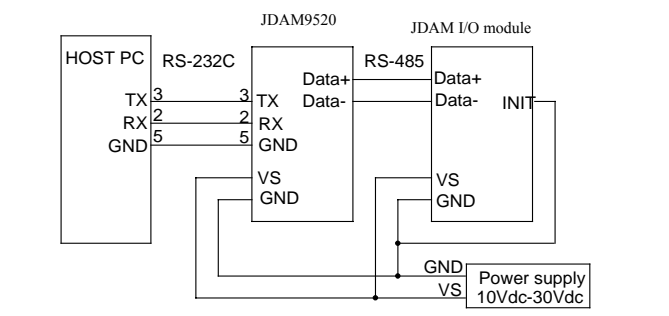 JDAM9520
JDAM I/O module
HOST PC
RS-232C
RS-485
Data+
Data+
TX 3
3 TX
Data-
Data-
INIT
RX 2
2 RX
GND 5
5 GND
VS
VS
GND
GND
GND
Power supply
VS
10Vdc-30Vdc